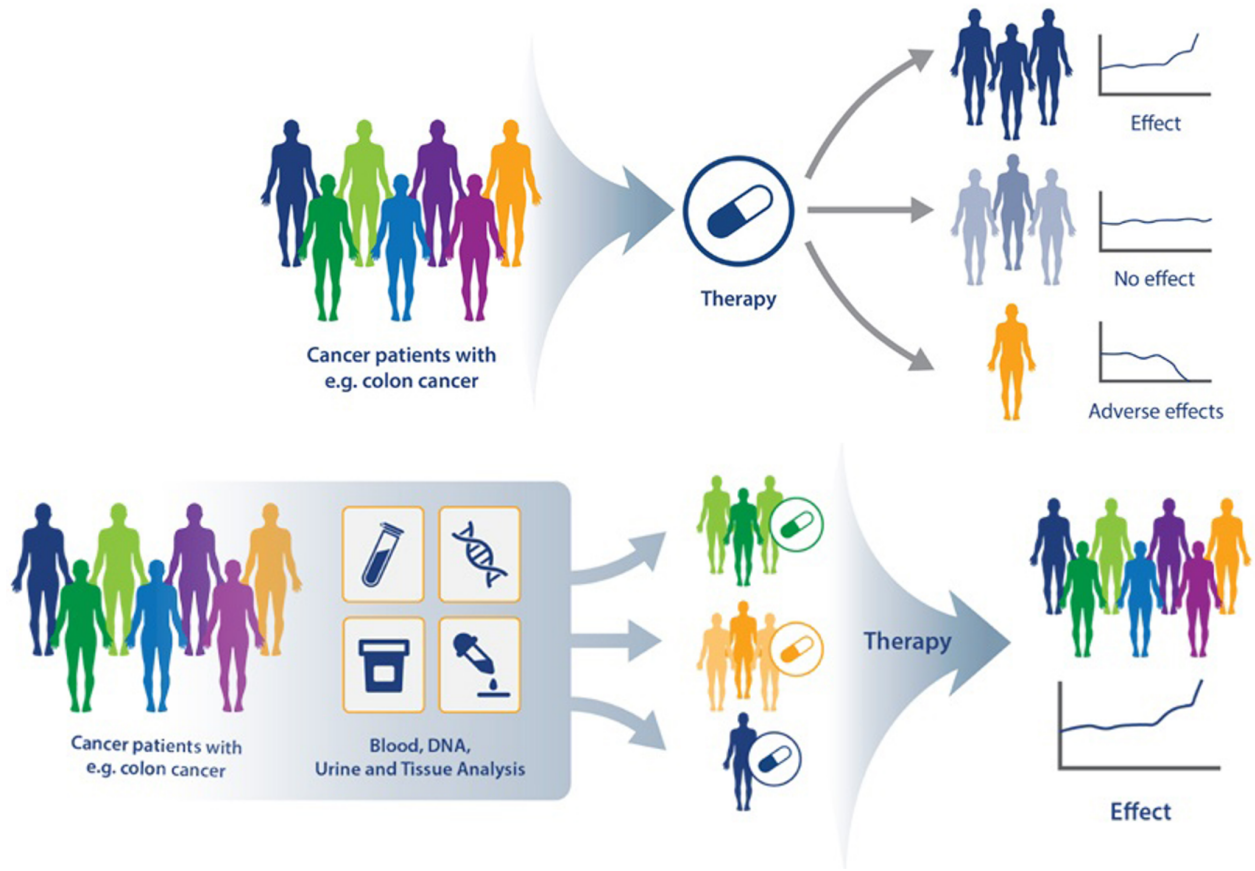 Effect
Therapy
No effect
Cancer patients with
e.g. colon cancer
Adverse effects
Cancer patients with
e.g. colon cancer
Blood, DNA,
Urine and Tissue Analysis
Therapy
Effect